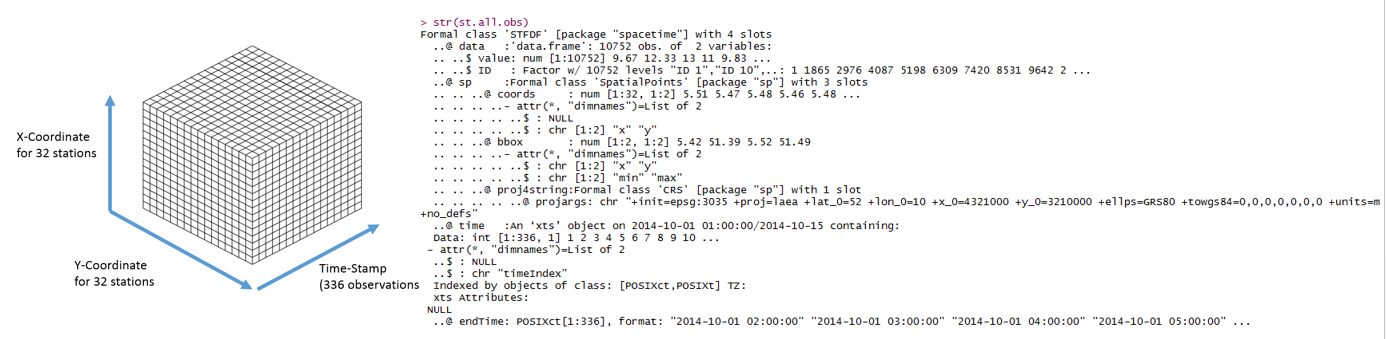 X-Coordinate
for 32 stations
Y-Coordinate
for 32 stations
Time-Stamp
(336 observations
> str(st.all.obs)
Formal class 'STFDF' [package "spacetime"] with 4 slots
  ..@ data   :'data.frame': 10752 obs. of  2 variables:
  .. ..$ value: num [1:10752] 9.67 12.33 13 11 9.83 ...
  .. ..$ ID   : Factor w/ 10752 levels "ID 1","ID 10",..: 1 1865 2976 4087 5198 6309 7420 8531 9642 2 ...
  ..@ sp     :Formal class 'SpatialPoints' [package "sp"] with 3 slots
  .. .. ..@ coords     : num [1:32, 1:2] 5.51 5.47 5.48 5.46 5.48 ...
  .. .. .. ..- attr(*, "dimnames")=List of 2
  .. .. .. .. ..$ : NULL
  .. .. .. .. ..$ : chr [1:2] "x" "y"
  .. .. ..@ bbox       : num [1:2, 1:2] 5.42 51.39 5.52 51.49
  .. .. .. ..- attr(*, "dimnames")=List of 2
  .. .. .. .. ..$ : chr [1:2] "x" "y"
  .. .. .. .. ..$ : chr [1:2] "min" "max"
  .. .. ..@ proj4string:Formal class 'CRS' [package "sp"] with 1 slot
  .. .. .. .. ..@ projargs: chr "+init=epsg:3035 +proj=laea +lat_0=52 +lon_0=10 +x_0=4321000 +y_0=3210000 +ellps=GRS80 +towgs84=0,0,0,0,0,0,0 +units=m
+no_defs"
  ..@ time   :An ‘xts’ object on 2014-10-01 01:00:00/2014-10-15 containing:
  Data: int [1:336, 1] 1 2 3 4 5 6 7 8 9 10 ...
 - attr(*, "dimnames")=List of 2
  ..$ : NULL
  ..$ : chr "timeIndex"
  Indexed by objects of class: [POSIXct,POSIXt] TZ:
  xts Attributes:
 NULL
  ..@ endTime: POSIXct[1:336], format: "2014-10-01 02:00:00" "2014-10-01 03:00:00" "2014-10-01 04:00:00" "2014-10-01 05:00:00" ...